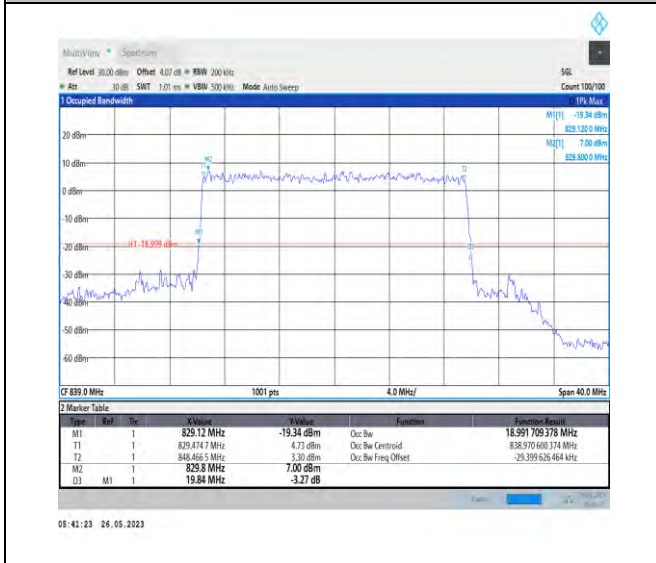 MultiView Spectrum
Ref Level 30.00 dBm Offset 4.07 dB RBW 200 kHz SGL
Att 30 dB SWT 1.01 ms VBW 500 kHz Mode Auto Sweep Count 100/100
1 Occupied Bandwidth 1Pk Max
M1[1] -19.34 dBm
829.120 0 MHz
M2[1] 7.00 dBm
829.800 0 MHz
20 dBm
10 dBm
M2
T1
T2
0 dBm
-10 dBm
M1
-20 dBm
H1 -18.999 dBm
D3
-30 dBm
-40 dBm
-50 dBm
-60 dBm
CF 839.0 MHz 1001 pts 4.0 MHz/ Span 40.0 MHz
2 Marker Table
Type Ref Trc X-Value Y-Value Function Function Result
M1 1 829.12 MHz -19.34 dBm Occ Bw 18.991 709 378 MHz
T1 1 829.474 7 MHz 4.73 dBm Occ Bw Centroid 838.970 600 374 MHz
T2 1 848.466 5 MHz 3.30 dBm Occ Bw Freq Offset -29.399 626 464 kHz
M2 1 829.8 MHz 7.00 dBm
D3 M1 1 19.84 MHz -3.27 dB
05:41:23 26.05.2023